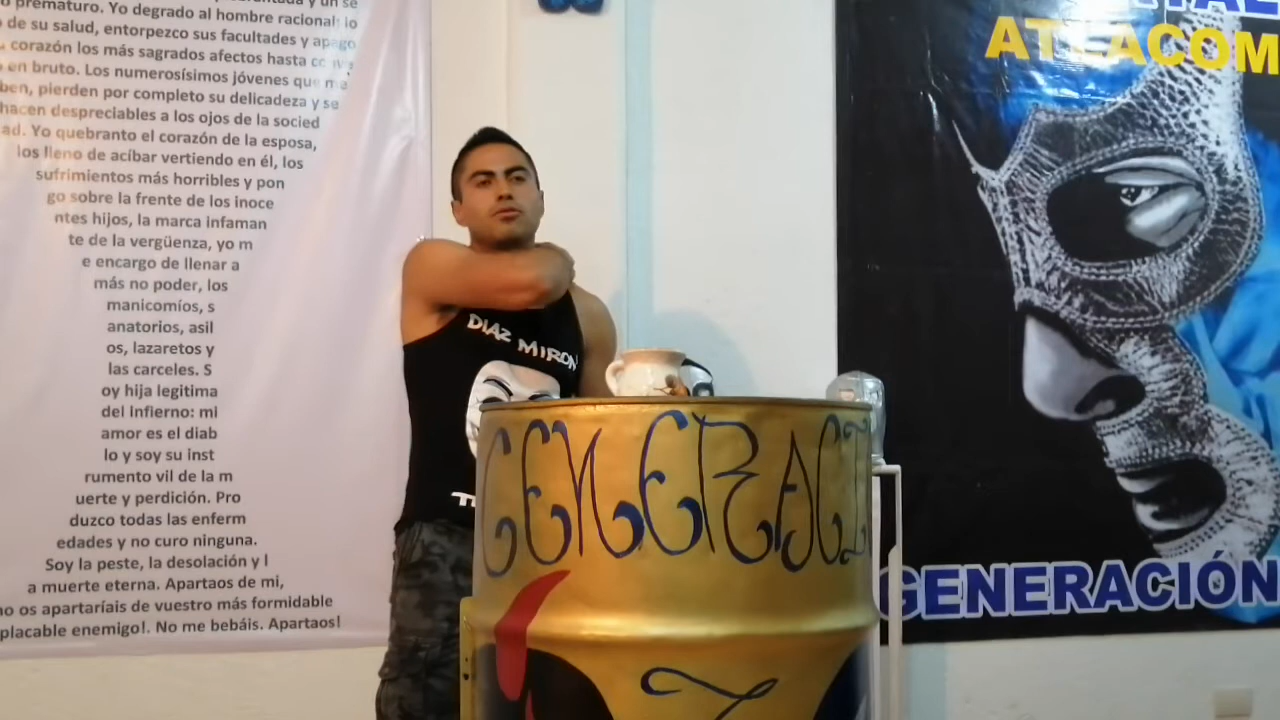 prematuro. Yo degrado al hombre racional: lo
de su salud, entorpezco sus facultades y apago
corazón los más sagrados afectos hasta
en bruto. Los numerosísimos jóvenes que me
ben, pierden por completo su delicadeza y se
hacen despreciables a los ojos de la socied
ad. Yo quebranto el corazón de la esposa,
los lleno de acíbar vertiendo en él, los
sufrimientos más horribles y pon
go sobre la frente de los inoce
ntes hijos, la marca infaman
te de la vergüenza, yo m
e encargo de llenar a
más no poder, los
manicomios, s
anatorios, asil
os, lazaretos y
las carceles. S
oy hija legitima
del Infierno: mi
amor es el diab
lo y soy su inst
rumento vil de la m
uerte y perdición. Pro
duzco todas las enferm
edades y no curo ninguna.
Soy la peste, la desolación y l
a muerte eterna. Apartaos de mi,
no os apartaríais de vuestro más formidable
placable enemigo!. No me bebáis. Apartaos!
DIAZ MIRON
GENERACI
7
ATLACOM
GENERACIÓN